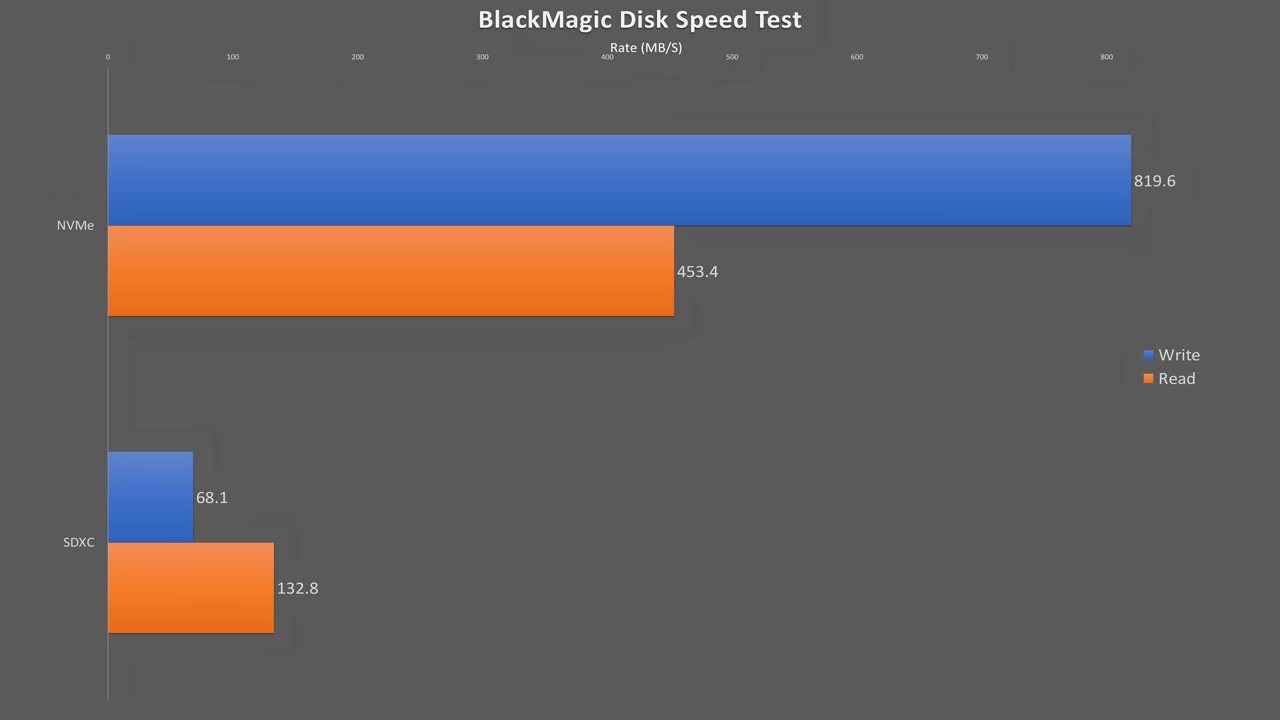 BlackMagic Disk Speed Test
Rate (MB/S)
0 100 200 300 400 500 600 700 800
819.6
NVMe
453.4
Write
Read
68.1
SDXC
132.8